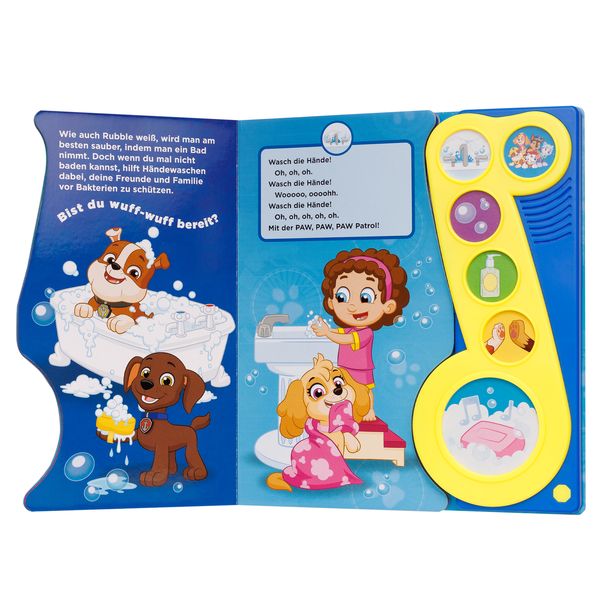 Wie auch Rubble weiß, wird man am
besten sauber, indem man ein Bad
nimmt. Doch wenn du mal nicht
baden kannst, hilft Händewaschen
dabei, deine Freunde und Familie
vor Bakterien zu schützen.
Bist du wuff-wuff bereit?
Wasch die Hände!
Oh, oh, oh.
Wasch die Hände!
Wooooo, oooohh.
Wasch die Hände!
Oh, oh, oh, oh, oh.
Mit der PAW, PAW, PAW Patrol!